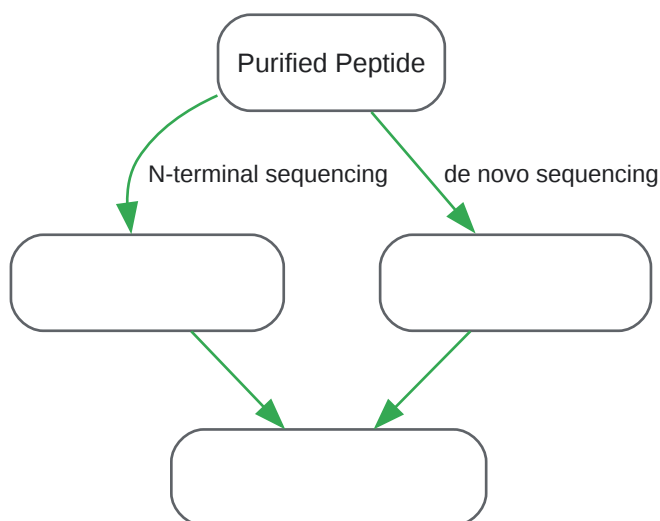 Purified Peptide
N-terminal sequencing
de novo sequencing